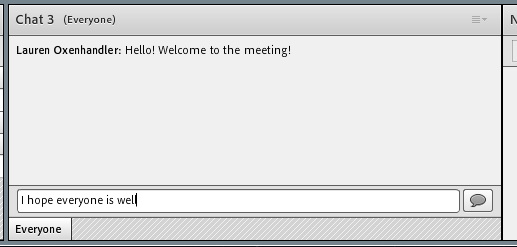 Chat 3 (Everyone)
Lauren Oxenhandler: Hello! Welcome to the meeting!
I hope everyone is well
Everyone
N